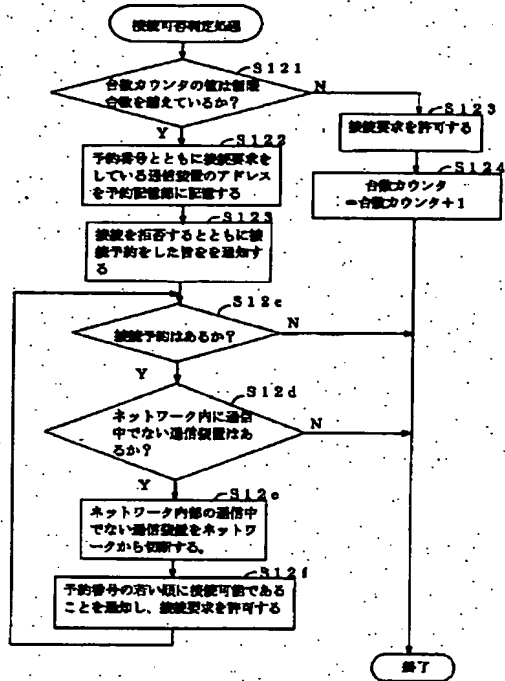 接続可否判定処理
S121
台数カウンタの値は制限
台数を越えているか?
N
Y
S123
接続要求を許可する
S122
予約番号とともに接続要求を
している通信装置のアドレス
を予約記憶部に記憶する
S124
台数カウンタ
=台数カウンタ+1
S123
接続を拒否するとともに接
続予約をした旨をを通知す
る
S12c
接続予約はあるか?
N
Y
S12d
ネットワーク内に通信
中でない通信装置はあ
るか?
N
Y
S12e
ネットワータ内部の通信中
でない通信装置をネットワ
ークから切断する。
S12f
予約番号の若い順に接続可能である
ことを通知し、接続要求を許可する
終了